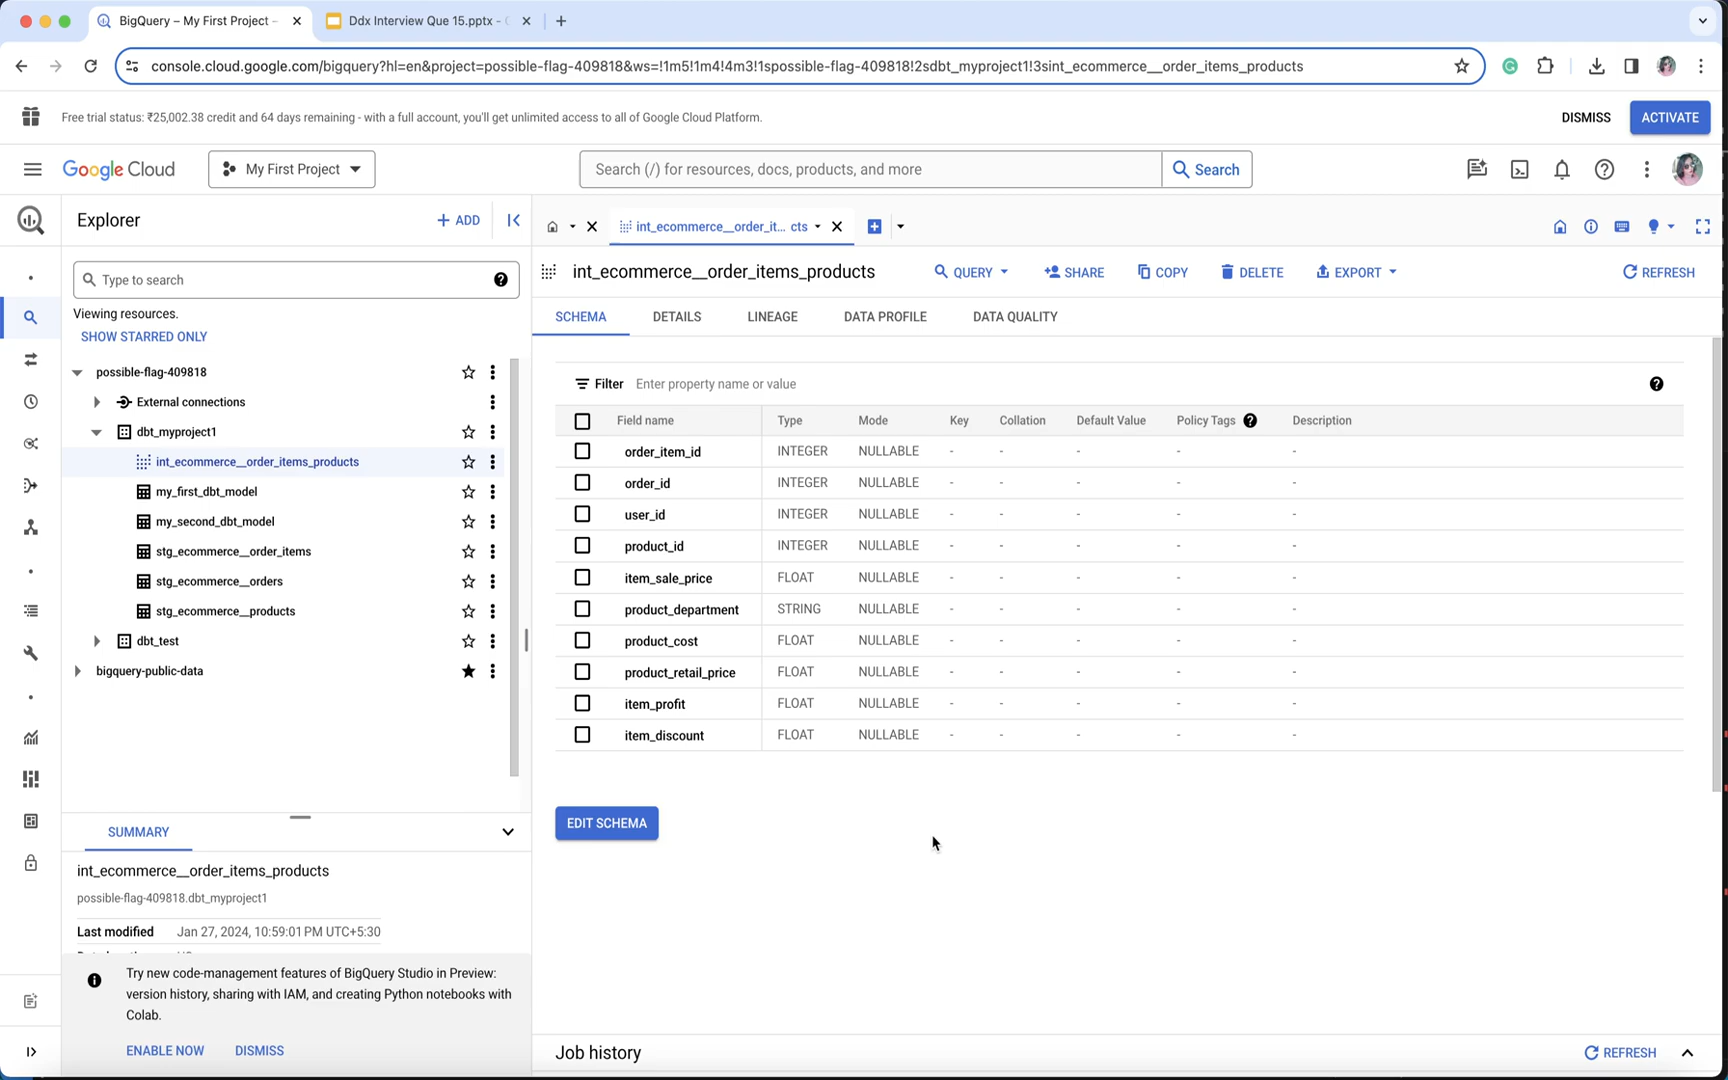 BigQuery – My First Project -
Ddx Interview Que 15.pptx -
console.cloud.google.com/bigquery?hl=en&project=possible-flag-409818&ws=!1m5!1m4!4m3!1spossible-flag-409818!2sdbt_myproject1!3sint_ecommerce__order_items_products
Free trial status: ₹25,002.38 credit and 64 days remaining - with a full account, you'll get unlimited access to all of Google Cloud Platform.
DISMISS
ACTIVATE
Google Cloud
My First Project
Search (/) for resources, docs, products, and more
Search
Explorer
+ ADD
int_ecommerce__order_it... cts
Type to search
int_ecommerce__order_items_products
QUERY
SHARE
COPY
DELETE
EXPORT
REFRESH
Viewing resources.
SHOW STARRED ONLY
SCHEMA
DETAILS
LINEAGE
DATA PROFILE
DATA QUALITY
possible-flag-409818
External connections
dbt_myproject1
int_ecommerce__order_items_products
my_first_dbt_model
my_second_dbt_model
stg_ecommerce__order_items
stg_ecommerce__orders
stg_ecommerce__products
dbt_test
bigquery-public-data
Filter Enter property name or value
Field name Type Mode Key Collation Default Value Policy Tags Description
order_item_id INTEGER NULLABLE - - - - -
order_id INTEGER NULLABLE - - - - -
user_id INTEGER NULLABLE - - - - -
product_id INTEGER NULLABLE - - - - -
item_sale_price FLOAT NULLABLE - - - - -
product_department STRING NULLABLE - - - - -
product_cost FLOAT NULLABLE - - - - -
product_retail_price FLOAT NULLABLE - - - - -
item_profit FLOAT NULLABLE - - - - -
item_discount FLOAT NULLABLE - - - - -
EDIT SCHEMA
SUMMARY
int_ecommerce__order_items_products
possible-flag-409818.dbt_myproject1
Last modified Jan 27, 2024, 10:59:01 PM UTC+5:30
Try new code-management features of BigQuery Studio in Preview:
version history, sharing with IAM, and creating Python notebooks with
Colab.
ENABLE NOW
DISMISS
Job history
REFRESH